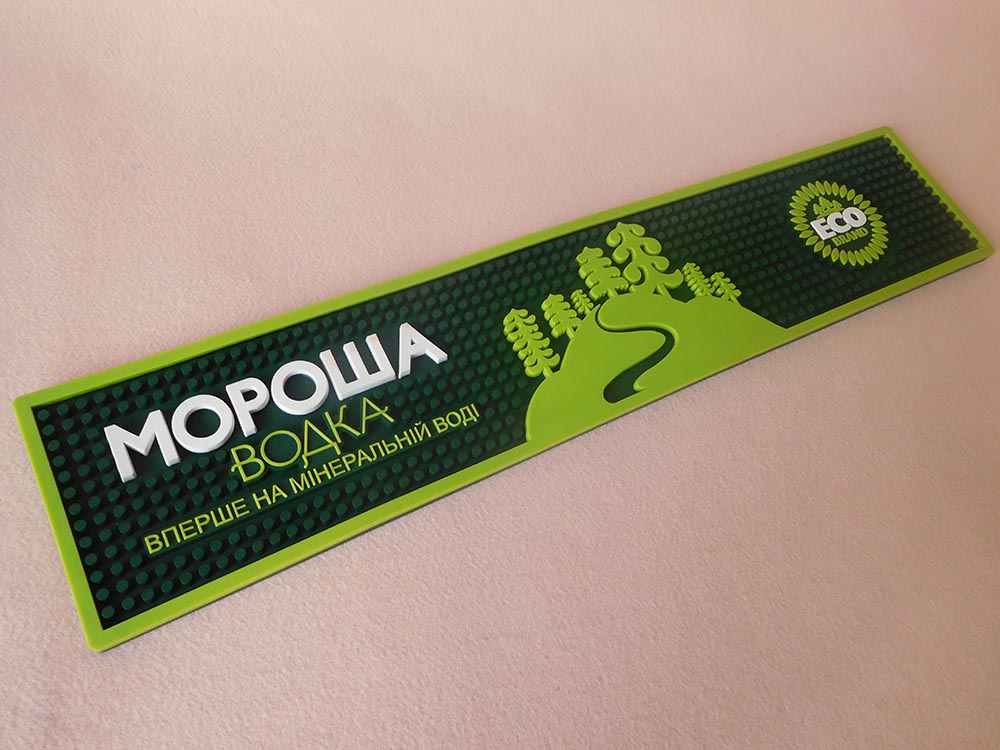 МОРОША
ВОДКА
ВПЕРШЕ НА МІНЕРАЛЬНІЙ ВОДІ
ECO
BRAND